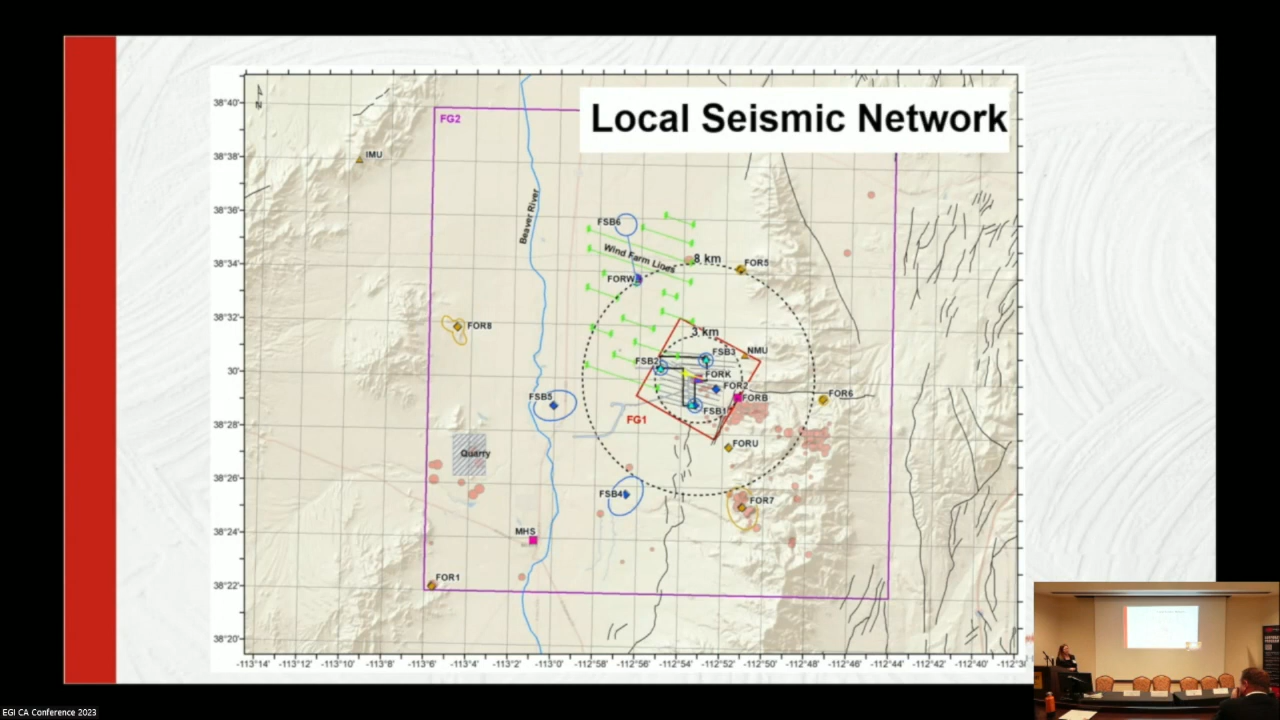 Local Seismic Network
38°40'
38°38'
38°36'
38°34'
38°32'
30'
38°28'
38°26'
38°24'
38°22'
38°20'
N
FG2
IMU
Beaver River
FSB6
Wind Farm Lines
8 km
FOR5
FORW
FOR8
3 km
FSB2
FSB3
NMU
FORK
FOR2
FORB
FOR6
FSB5
FSB1
FG1
FORU
Quarry
FSB4
FOR7
MHS
FOR1
-113°14'
-113°12'
-113°10'
-113°8'
-113°6'
-113°4'
-113°2'
-113°0'
-112°58'
-112°56'
-112°54'
-112°52'
-112°50'
-112°48'
-112°46'
-112°44'
-112°42'
-112°40'
EGI CA Conference 2023